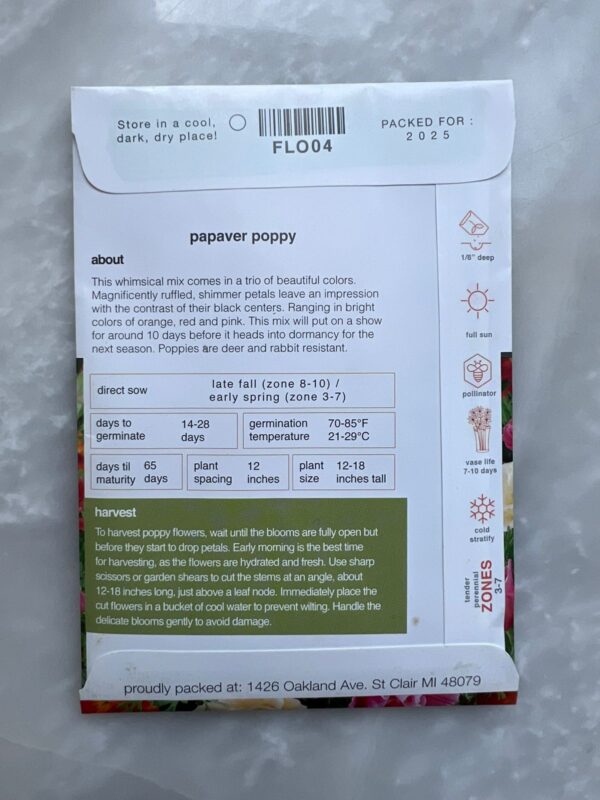 Store in a cool,
dark, dry place!
FLO04
PACKED FOR :
2025
papaver poppy
about
This whimsical mix comes in a trio of beautiful colors.
Magnificently ruffled, shimmer petals leave an impression
with the contrast of their black centers. Ranging in bright
colors of orange, red and pink. This mix will put on a show
for around 10 days before it heads into dormancy for the
next season. Poppies are deer and rabbit resistant.
direct sow
late fall (zone 8-10) /
early spring (zone 3-7)
days to
germinate
14-28
days
germination
temperature
70-85°F
21-29°C
days til
maturity
65
days
plant
spacing
12
inches
plant
size
12-18
inches tall
harvest
To harvest poppy flowers, wait until the blooms are fully open but
before they start to drop petals. Early morning is the best time
for harvesting, as the flowers are hydrated and fresh. Use sharp
scissors or garden shears to cut the stems at an angle, about
12-18 inches long, just above a leaf node. Immediately place the
cut flowers in a bucket of cool water to prevent wilting. Handle the
delicate blooms gently to avoid damage.
1/8" deep
full sun
pollinator
vase life
7-10 days
cold
stratify
tender
perennial
ZONES
3-7
proudly packed at: 1426 Oakland Ave. St Clair MI 48079